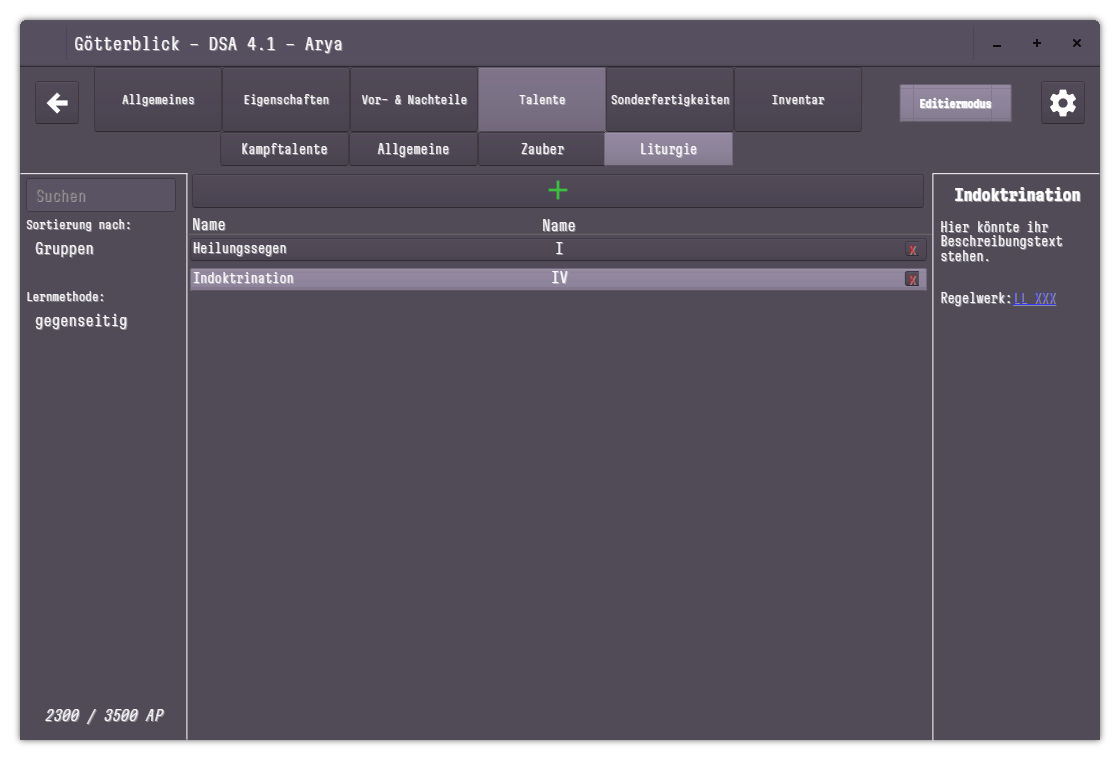 Götterblick - DSA 4.1 - Arya
Allgemeines
Eigenschaften
Vor- & Nachteile
Talente
Sonderfertigkeiten
Inventar
Editiermodus
Kampftalente
Allgemeine
Zauber
Liturgie
Suchen
Sortierung nach:
Gruppen
Lernmethode:
gegenseitig
2300 / 3500 AP
Name Name
Heilungssegen I X
Indoktrination IV X
Indoktrination
Hier könnte ihr
Beschreibungstext
stehen.
Regelwerk: LL XXX